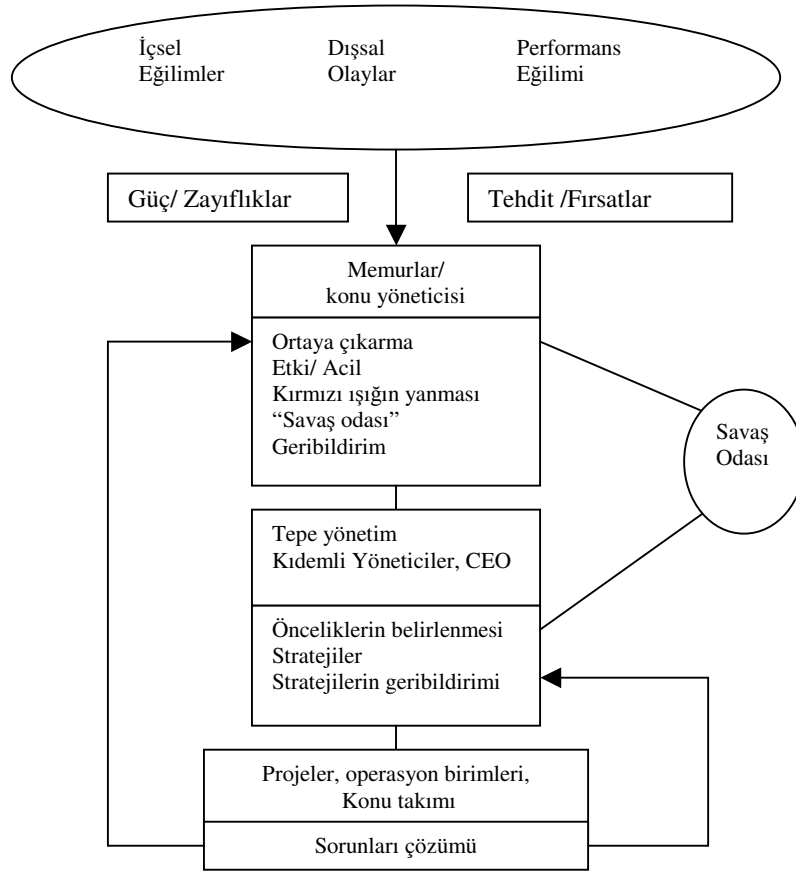 İçsel
Eğilimler
Dışsal
Olaylar
Performans
Eğilimi
Güç/ Zayıflıklar
Tehdit /Fırsatlar
Memurlar/
konu yöneticisi
Ortaya çıkarma
Etki/ Acil
Kırmızı ışığın yanması
“Savaş odası”
Geribildirim
Savaş
Odası
Tepe yönetim
Kıdemli Yöneticiler, CEO
Önceliklerin belirlenmesi
Stratejiler
Stratejilerin geribildirimi
Projeler, operasyon birimleri,
Konu takımı
Sorunları çözümü